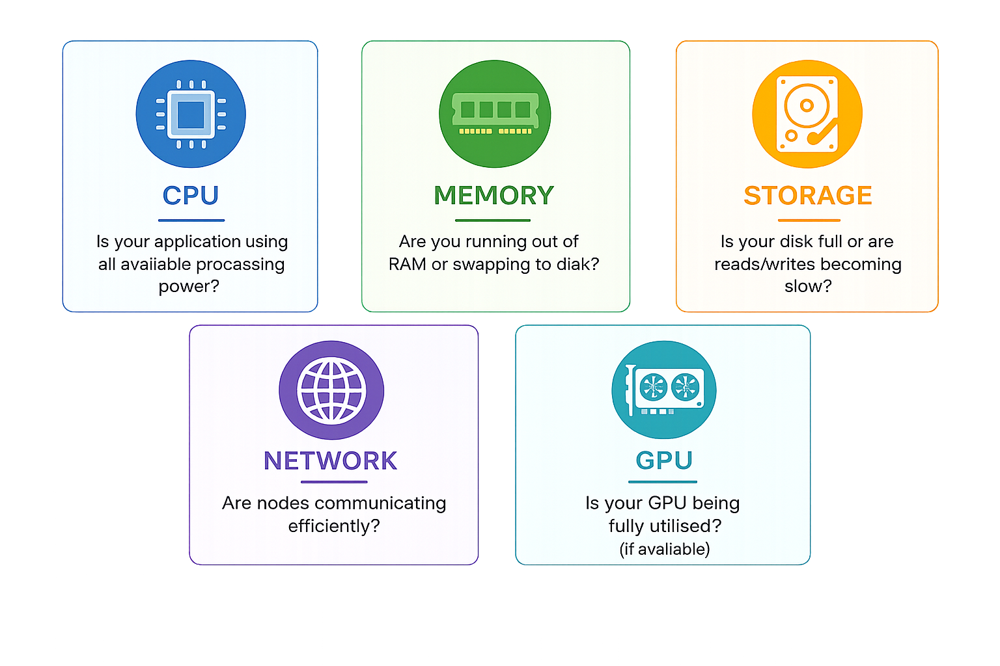 CPU
Is your application using
all avaiiable procassing
power?
MEMORY
Are you running out of
RAM or swapping to diak?
STORAGE
Is your disk full or are
reads/writes becoming
slow?
NETWORK
Are nodes communicating
efficiently?
GPU
Is your GPU being
fully utilised?
(if avaliable)